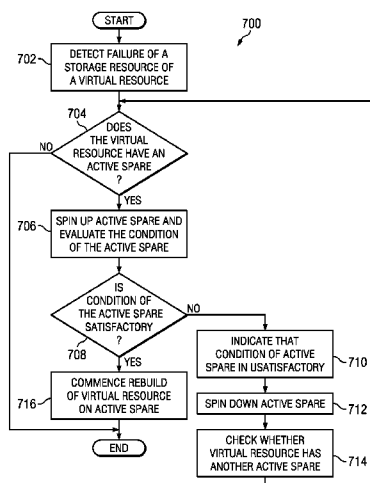 START
700
702
DETECT FAILURE OF A
STORAGE RESOURCE OF
A VIRTUAL RESOURCE
704
DOES
THE VIRTUAL
RESOURCE HAVE AN
ACTIVE SPARE
?
NO
YES
706
SPIN UP ACTIVE SPARE AND
EVALUATE THE CONDITION
OF THE ACTIVE SPARE
IS
CONDITION OF
THE ACTIVE SPARE
SATISFACTORY
?
708
NO
YES
INDICATE THAT
CONDITION OF ACTIVE
SPARE IN USATISFACTORY
710
716
COMMENCE REBUILD
OF VIRTUAL RESOURCE
ON ACTIVE SPARE
SPIN DOWN ACTIVE SPARE
712
END
CHECK WHETHER
VIRTUAL RESOURCE HAS
ANOTHER ACTIVE SPARE
714